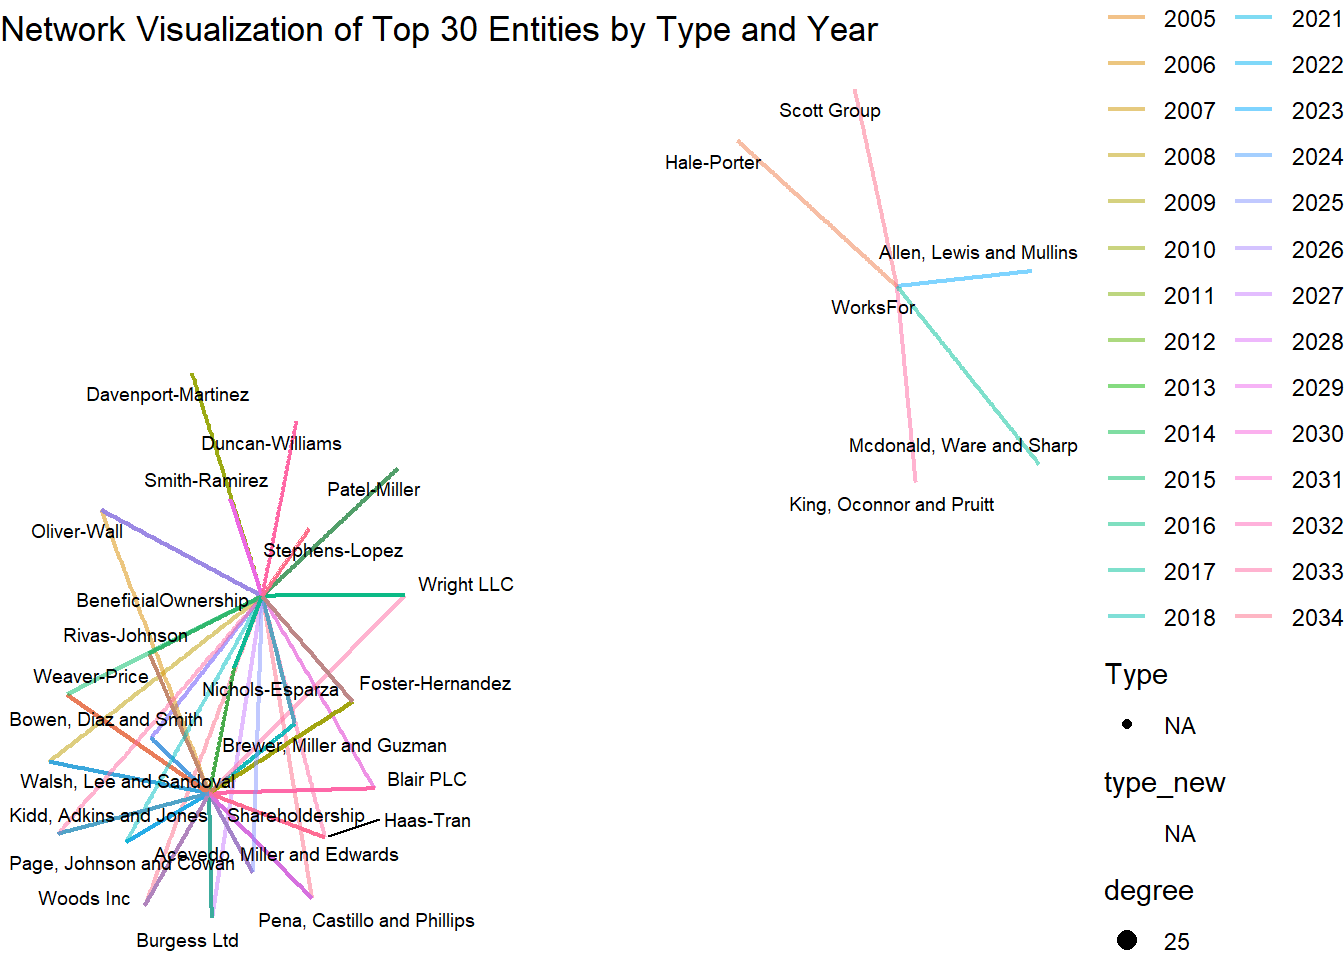 Network Visualization of Top 30 Entities by Type and Year
Scott Group
Hale-Porter
Allen, Lewis and Mullins
WorksFor
Mcdonald, Ware and Sharp
King, Oconnor and Pruitt
Davenport-Martinez
Duncan-Williams
Smith-Ramirez
Patel-Miller
Oliver-Wall
Stephens-Lopez
Wright LLC
BeneficialOwnership
Rivas-Johnson
Weaver-Price
Nichols-Esparza
Foster-Hernandez
Bowen, Diaz and Smith
Brewer, Miller and Guzman
Walsh, Lee and Sandoval
Blair PLC
Kidd, Adkins and Jones
Shareholdership
Haas-Tran
Acevedo, Miller and Edwards
Page, Johnson and Cowan
Woods Inc
Pena, Castillo and Phillips
Burgess Ltd
2005 2021
2006 2022
2007 2023
2008 2024
2009 2025
2010 2026
2011 2027
2012 2028
2013 2029
2014 2030
2015 2031
2016 2032
2017 2033
2018 2034
Type
NA
type_new
NA
degree
25